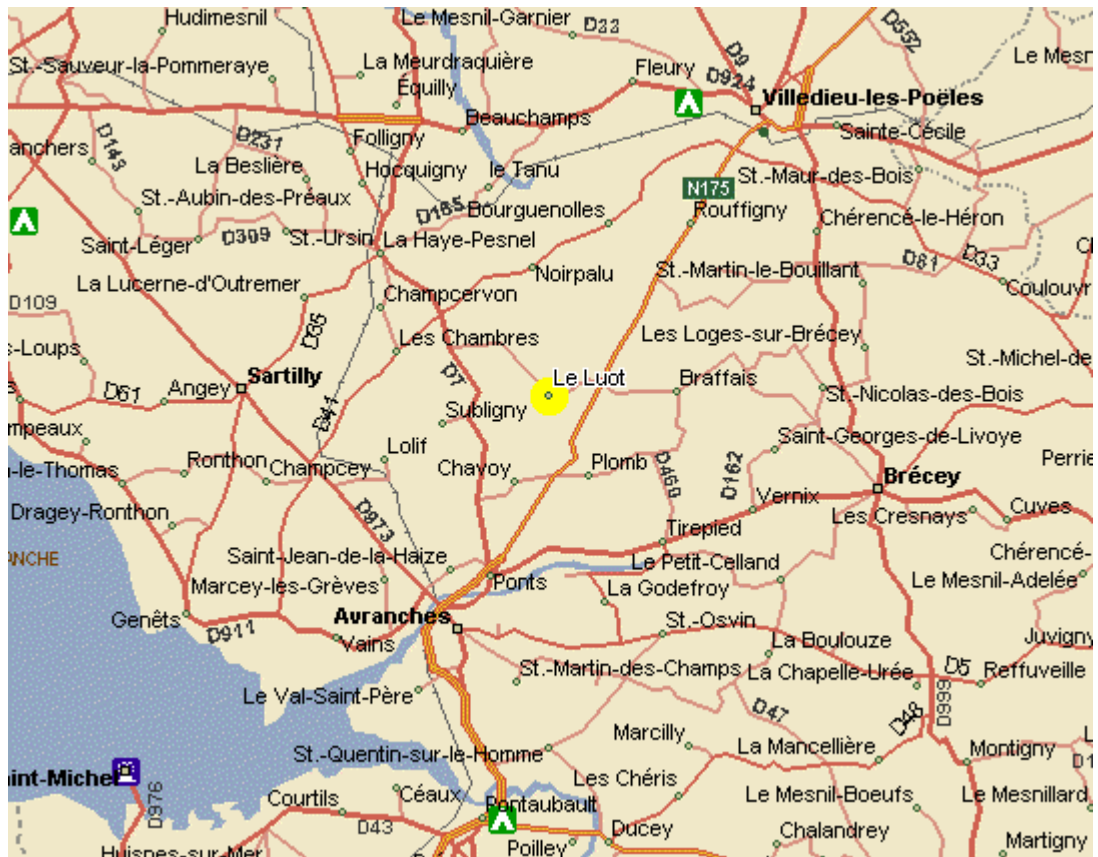 Hudimesnil
Le Mesnil-Garnier
D33
D552
St.-Sauveur-la-Pommeraye
La Meurdraquière
D9
Le Mesn
Équilly
Fleury
D924
Villedieu-les-Poëles
D231
Folligny
Beauchamps
Sainte-Cécile
anchers
D143
La Beslière
Hocquigny
le Tanu
St.-Maur-des-Bois
N175
St.-Aubin-des-Préaux
D165
Bourguenolles
Rouffigny
Chérencé-le-Héron
Saint-Léger
D309
St.-Ursin
La Haye-Pesnel
D81
D33
Noirpalu
St.-Martin-le-Bouillant
La Lucerne-d'Outremer
Champcervon
Coulouvr
D109
D35
Les Chambres
Les Loges-sur-Brécey
s-Loups
St.-Michel-de
Sartilly
D7
Le Luot
Braffais
D61
Angey
D41
Subligny
St.-Nicolas-des-Bois
mpeaux
Lolif
Saint-Georges-de-Livoye
n-le-Thomas
Ronthon
Champcey
Chavoy
Plomb
D469
D162
Perrie
Brécey
Vernix
Dragey-Ronthon
D973
Les Cresnays
Cuves
Tirepied
ANCHE
Saint-Jean-de-la-Haize
Le Petit-Celland
Chérencé-
Marcey-les-Grèves
Ponts
La Godefroy
Le Mesnil-Adelée
Genêts
Avranches
St.-Osvin
D911
Vains
La Boulouze
Juvigny
St.-Martin-des-Champs
La Chapelle-Urée
D5
Reffuveille
Le Val-Saint-Père
D47
D48
D999
Marcilly
St.-Quentin-sur-le-Homme
La Mancellière
Montigny
L
aint-Michel
Les Chéris
D1
D976
Courtils
Céaux
Pontaubault
Le Mesnil-Boeufs
Le Mesnillard
D43
Ducey
Chalandrey
Martigny
Huisnes-sur-Mer
Poilley